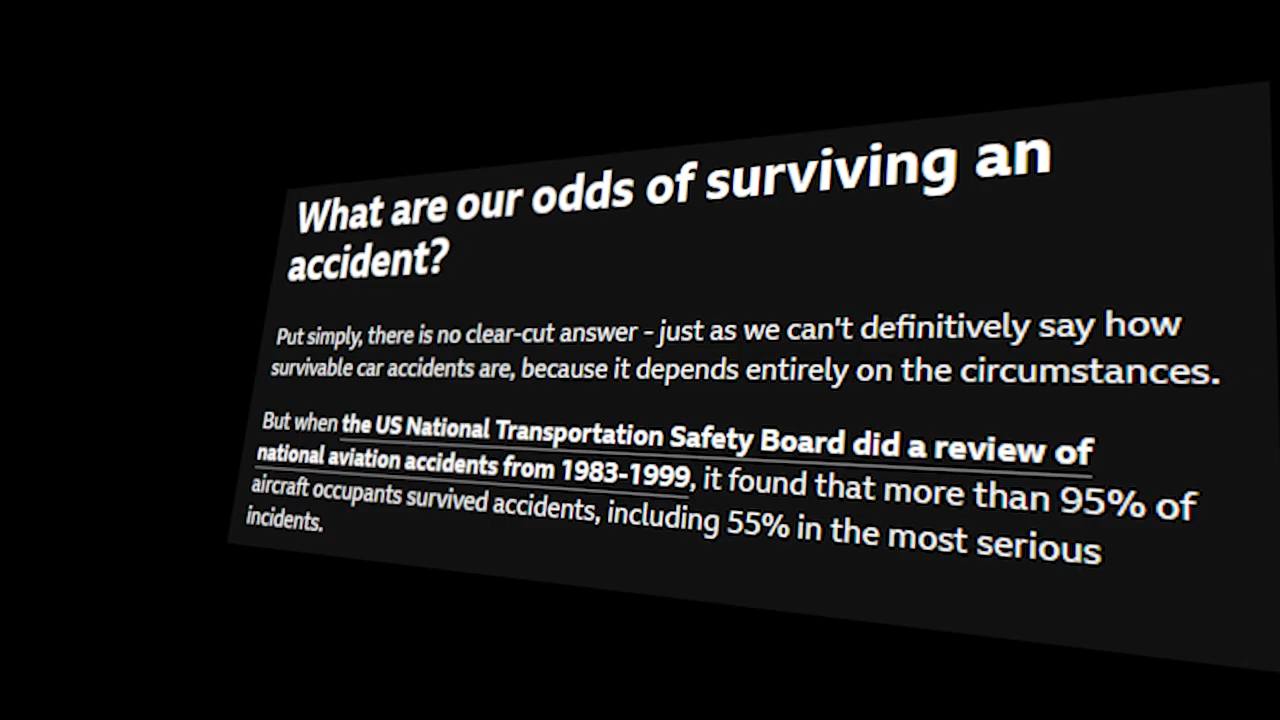 What are our odds of surviving an
accident?
Put simply, there is no clear-cut answer - just as we can't definitively say how
survivable car accidents are, because it depends entirely on the circumstances.
But when the US National Transportation Safety Board did a review of
national aviation accidents from 1983-1999, it found that more than 95% of
aircraft occupants survived accidents, including 55% in the most serious
incidents.